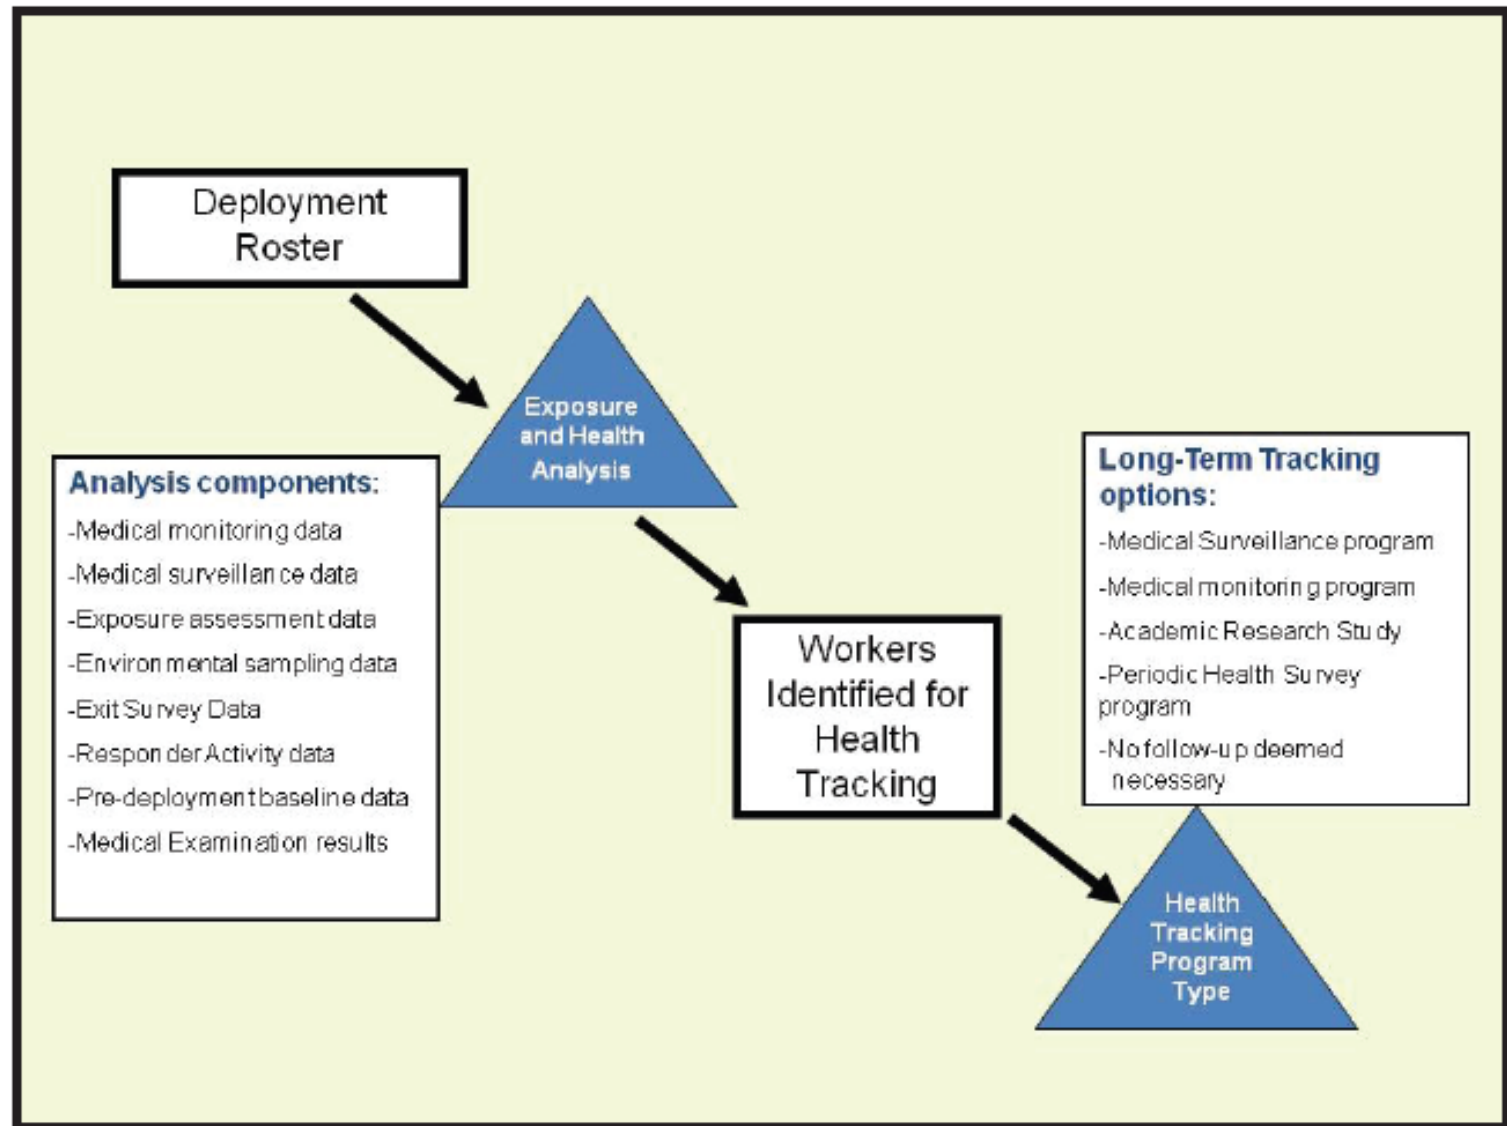 Deployment
Roster
Exposure
and Health
Analysis
Analysis components:
-Medical monitoring data
-Medical surveillance data
-Exposure assessment data
-Environmental sampling data
-Exit Survey Data
-Responder Activity data
-Pre-deployment baseline data
-Medical Examination results
Workers
Identified for
Health
Tracking
Long-Term Tracking
options:
-Medical Surveillance program
-Medical monitoring program
-Academic Research Study
-Periodic Health Survey
program
-No follow-up deemed
necessary
Health
Tracking
Program
Type